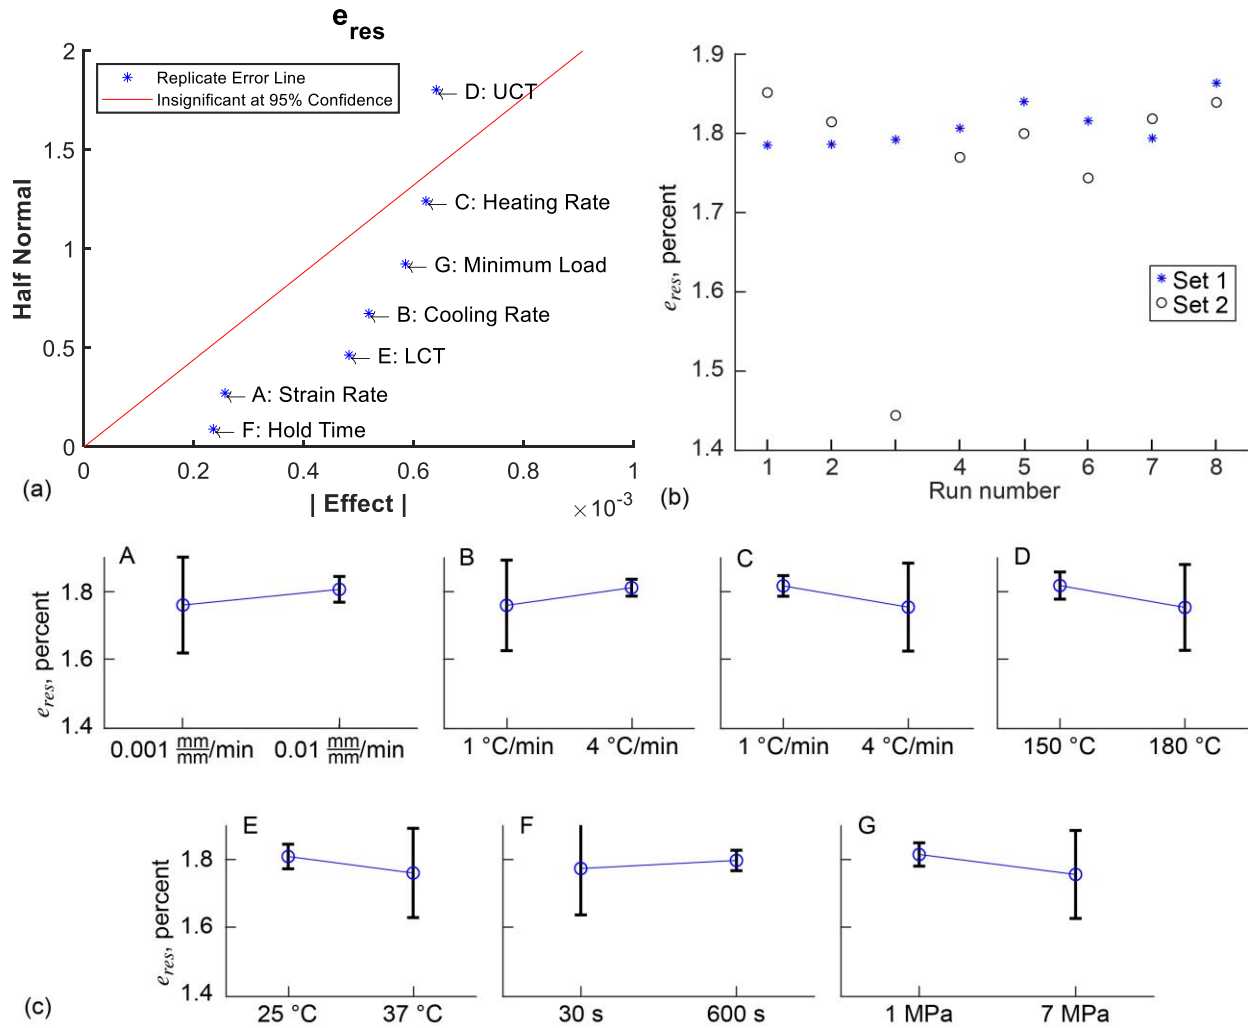 e
res
2
Replicate Error Line
Insignificant at 95% Confidence
D: UCT
1.5
C: Heating Rate
1
G: Minimum Load
B: Cooling Rate
0.5
E: LCT
A: Strain Rate
F: Hold Time
0
0 0.2 0.4 0.6 0.8 1
| Effect |
×10⁻³
Half Normal
(a)
1.9
1.8
1.7
1.6
1.5
1.4
Set 1
Set 2
1 2 4 5 6 7 8
Run number
e_res, percent
(b)
A
1.8
1.6
1.4
e_res, percent
0.001 mm/mm/min 0.01 mm/mm/min
B
1 °C/min 4 °C/min
C
1 °C/min 4 °C/min
D
150 °C 180 °C
E
1.8
1.6
1.4
e_res, percent
25 °C 37 °C
F
30 s 600 s
G
1 MPa 7 MPa
(c)